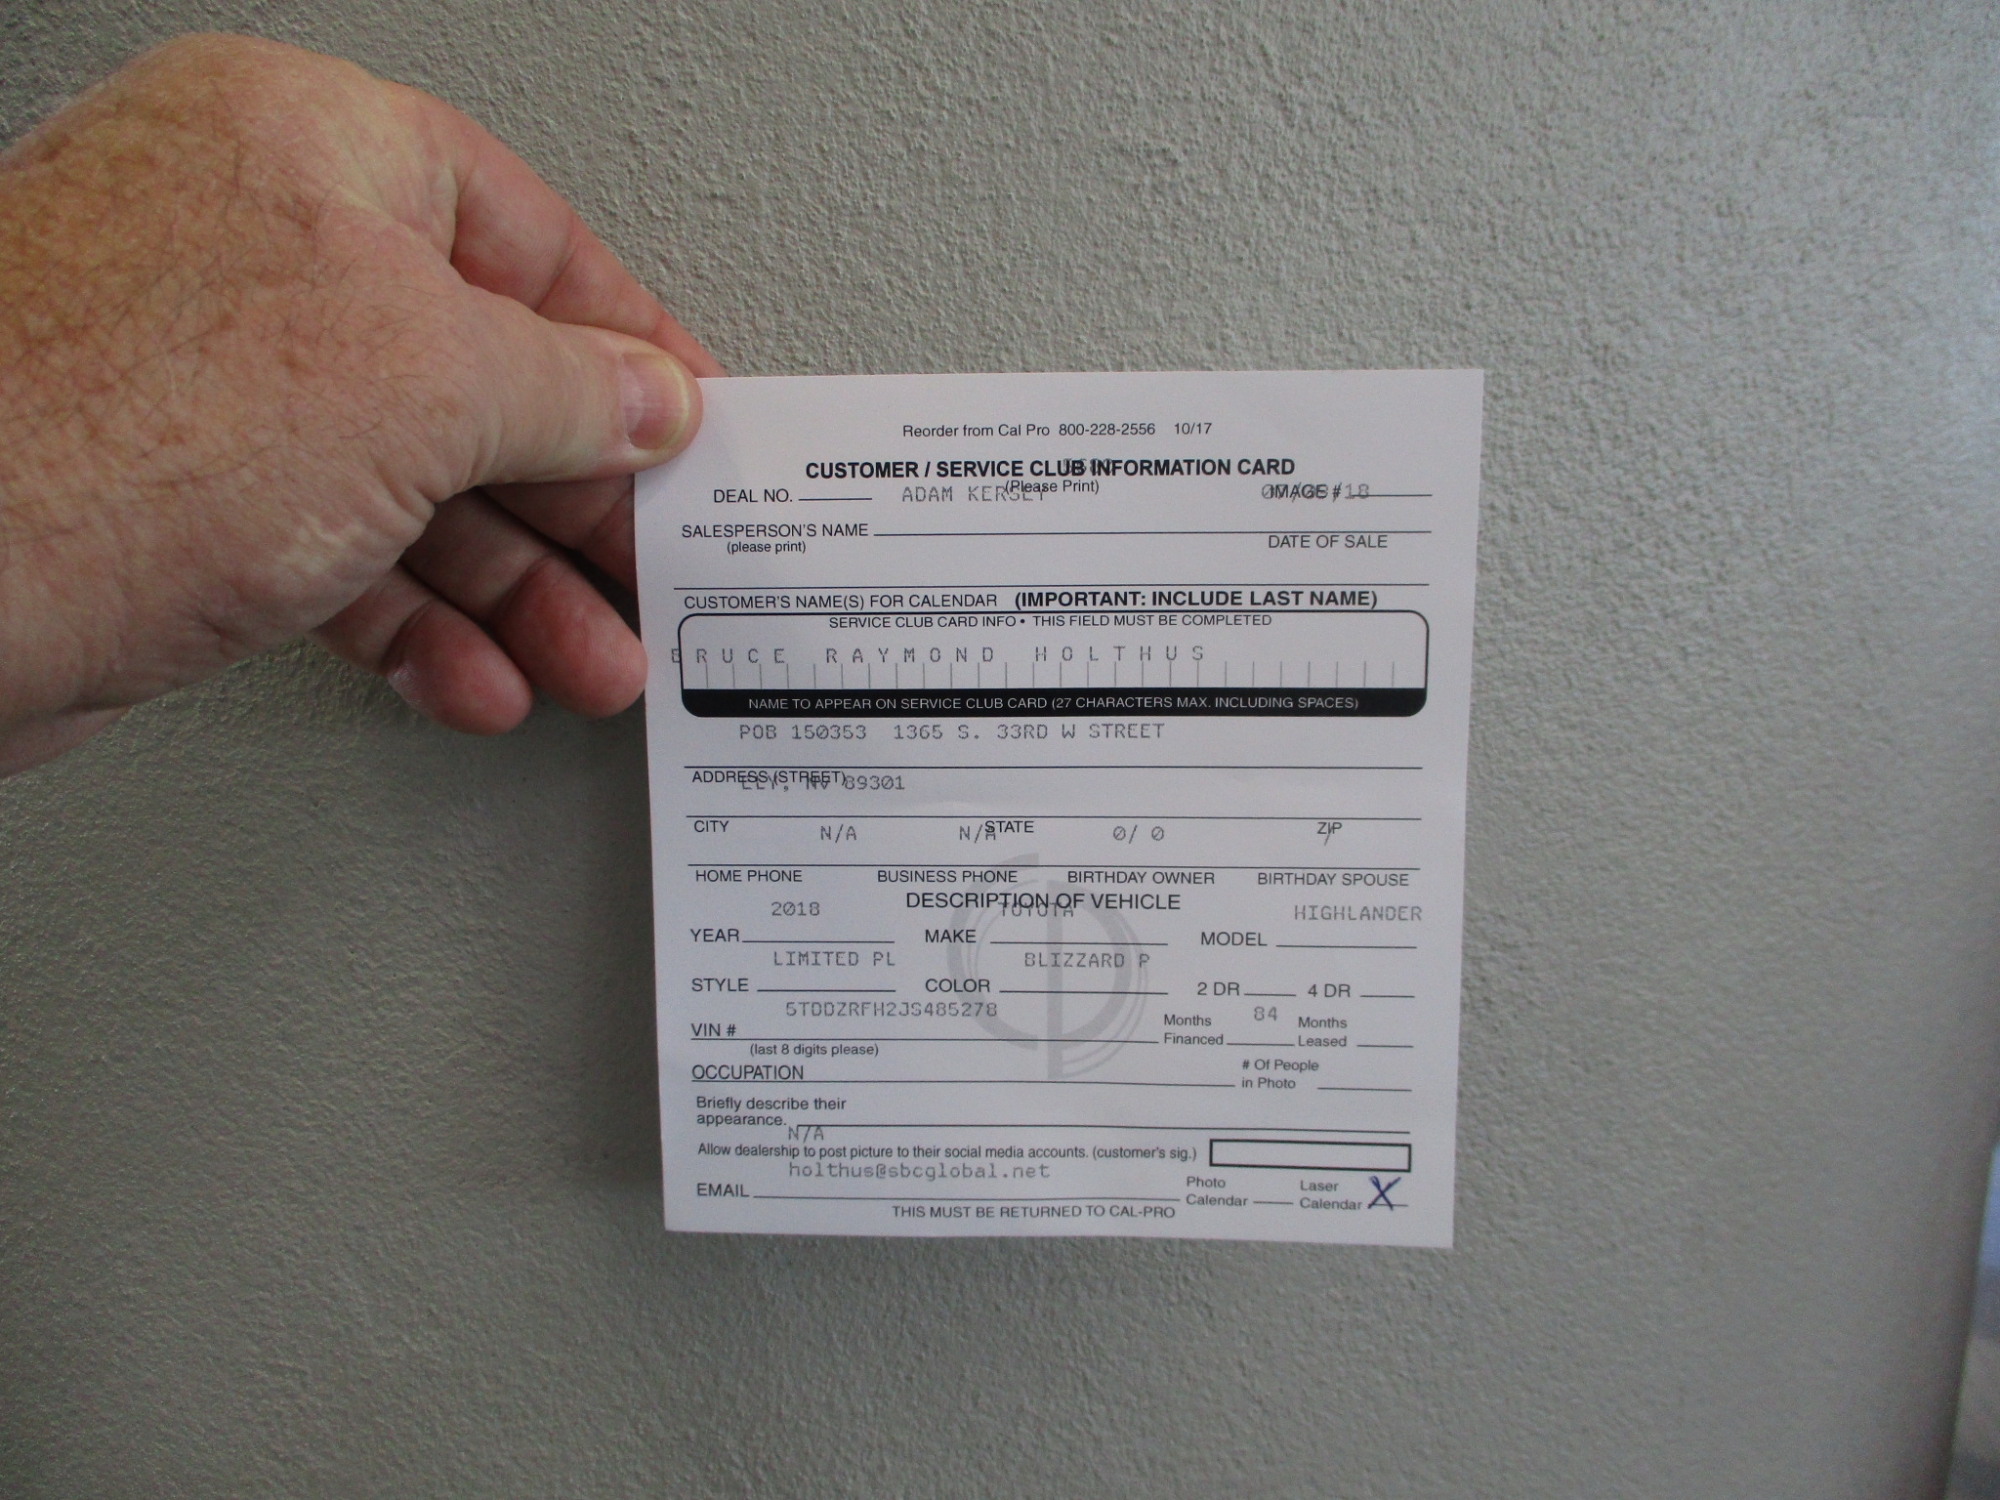 Reorder from Cal Pro 800-228-2556 10/17
CUSTOMER / SERVICE CLUB INFORMATION CARD
(Please Print)
DEAL NO. ADAM KERSEY IMAGE #
SALESPERSON'S NAME
(please print) DATE OF SALE
CUSTOMER'S NAME(S) FOR CALENDAR (IMPORTANT: INCLUDE LAST NAME)
SERVICE CLUB CARD INFO • THIS FIELD MUST BE COMPLETED
BRUCE RAYMOND HOLTHUS
NAME TO APPEAR ON SERVICE CLUB CARD (27 CHARACTERS MAX. INCLUDING SPACES)
POB 150353 1365 S. 33RD W STREET
ADDRESS (STREET)
ELY, NV 89301
CITY STATE ZIP
N/A N/A 0/ 0 /
HOME PHONE BUSINESS PHONE BIRTHDAY OWNER BIRTHDAY SPOUSE
DESCRIPTION OF VEHICLE
2018 TOYOTA HIGHLANDER
YEAR MAKE MODEL
LIMITED PL BLIZZARD P
STYLE COLOR 2 DR 4 DR
5TDDZRFH2JS485278 84
VIN # Months Financed Months Leased
(last 8 digits please)
OCCUPATION # Of People in Photo
Briefly describe their
appearance.
N/A
Allow dealership to post picture to their social media accounts. (customer's sig.)
holthus@sbcglobal.net
EMAIL Photo Calendar Laser Calendar X
THIS MUST BE RETURNED TO CAL-PRO